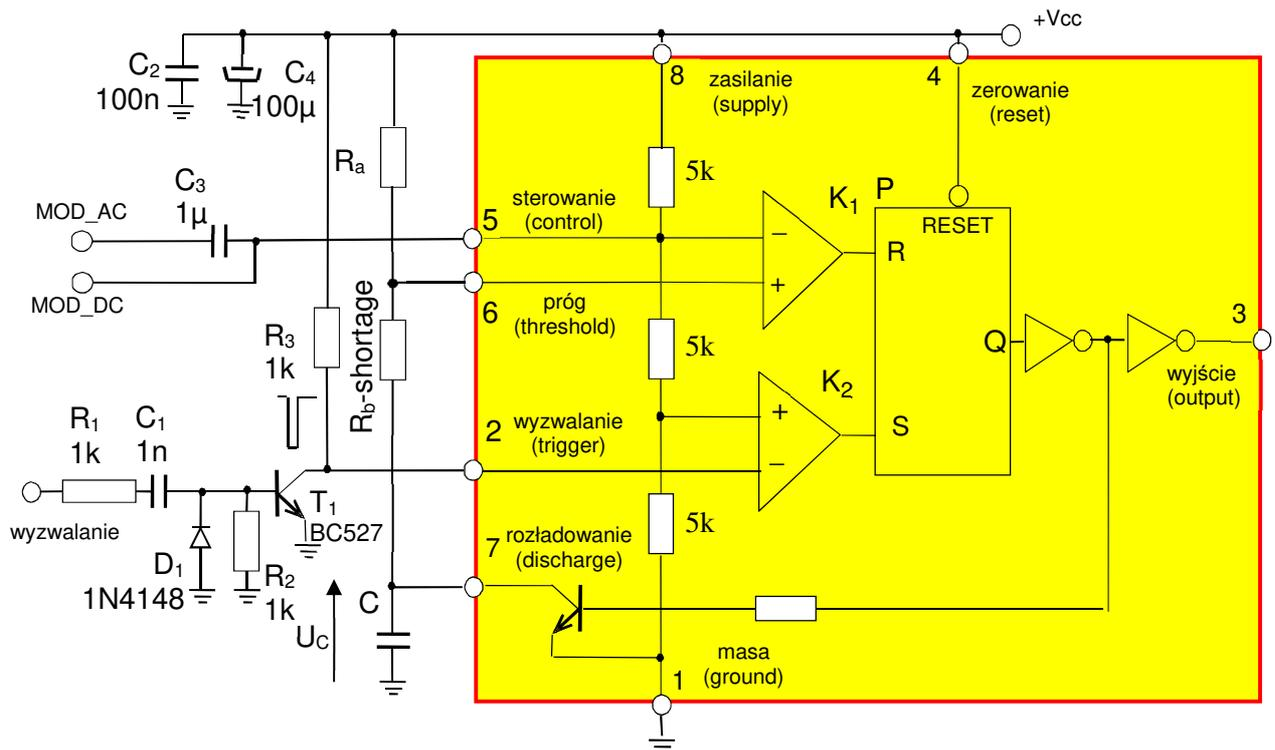 +Vcc
C2
100n
C4
100µ
8
zasilanie
(supply)
4
zerowanie
(reset)
Ra
5k
C3
1µ
MOD_AC
MOD_DC
5
sterowanie
(control)
K1
P
RESET
R
−
+
6
próg
(threshold)
Rb-shortage
R3
1k
5k
K2
Q
3
wyjście
(output)
R1
1k
C1
1n
2
wyzwalanie
(trigger)
+
−
S
wyzwalanie
T1
BC527
5k
7
rozładowanie
(discharge)
D1
1N4148
R2
1k
UC
C
masa
(ground)
1